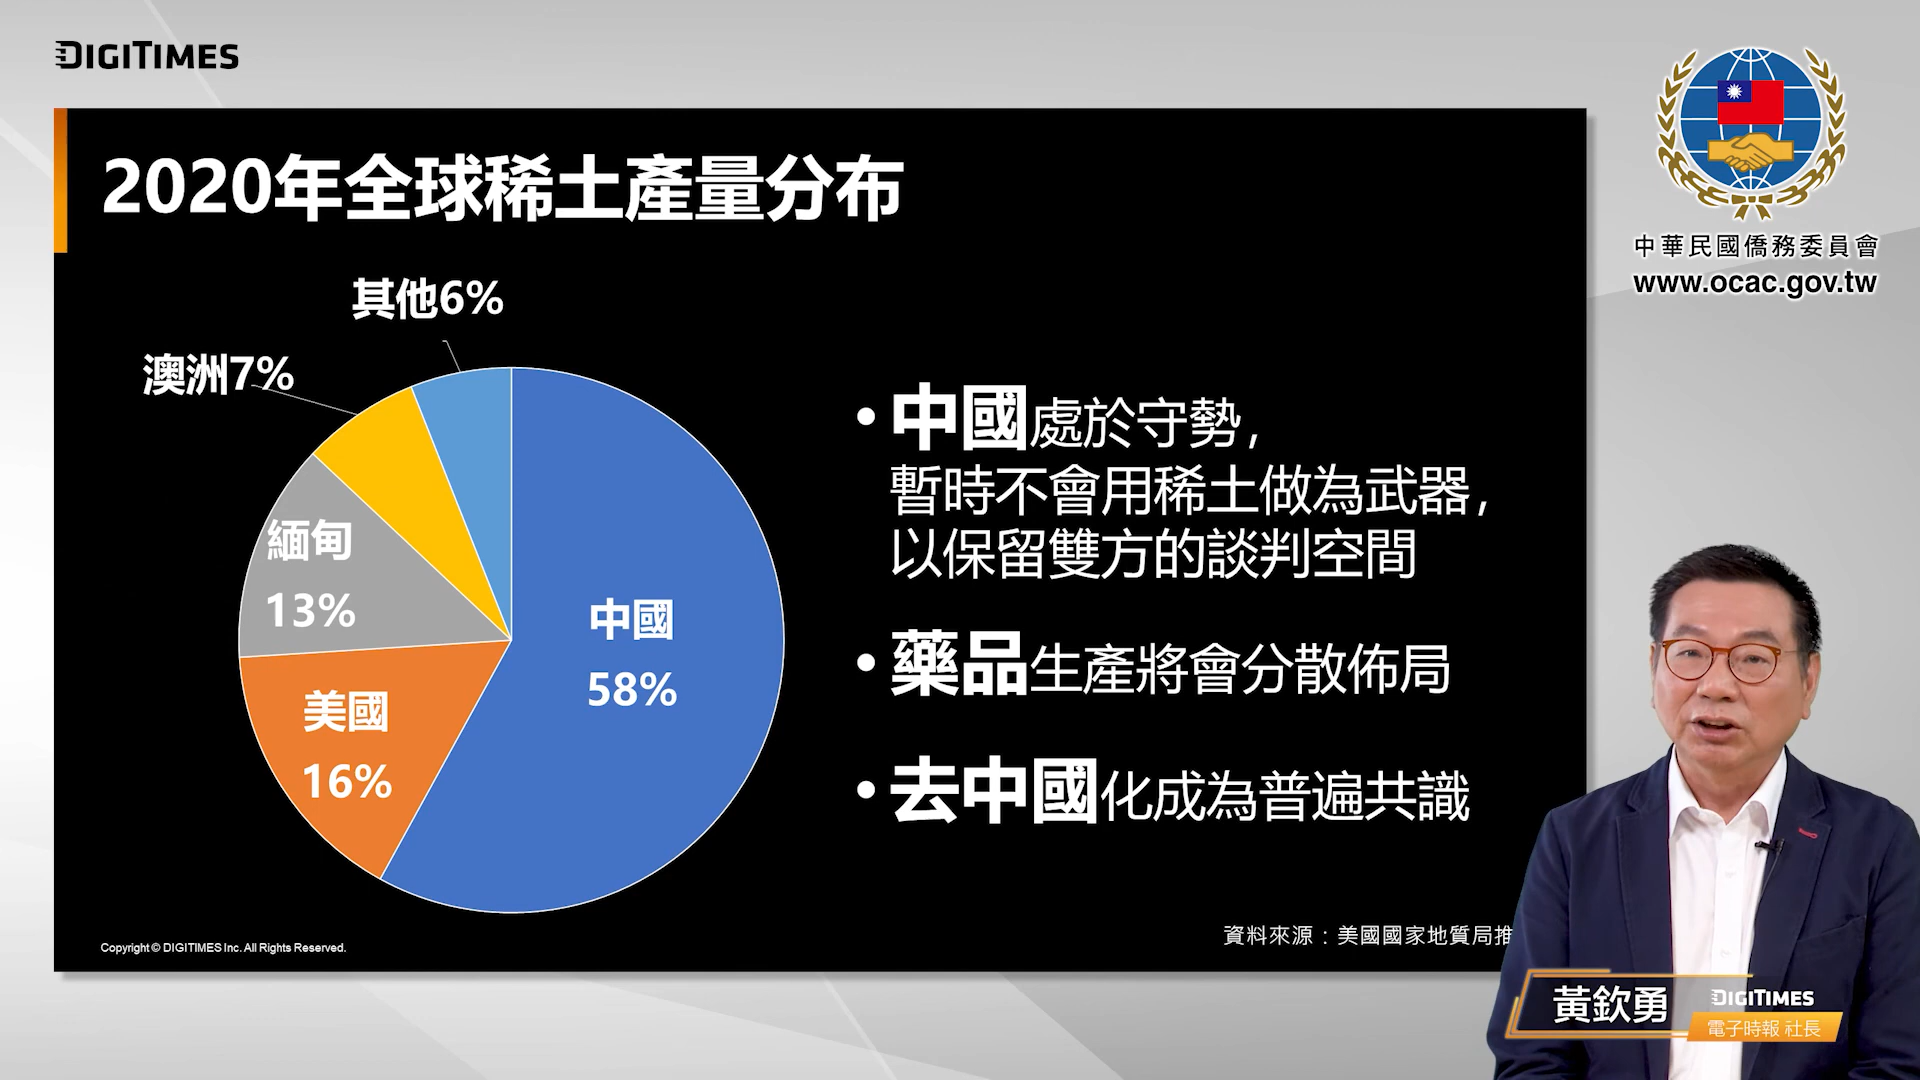 DIGITIMES
中華民國僑務委員會
www.ocac.gov.tw
2020年全球稀土產量分布
其他6%
澳洲7%
緬甸
13%
美國
16%
中國
58%
• 中國處於守勢，
暫時不會用稀土做為武器，
以保留雙方的談判空間
• 藥品生產將會分散佈局
• 去中國化成為普遍共識
資料來源：美國國家地質局推
Copyright © DIGITIMES Inc. All Rights Reserved.
黃欽勇
DIGITIMES
電子時報 社長